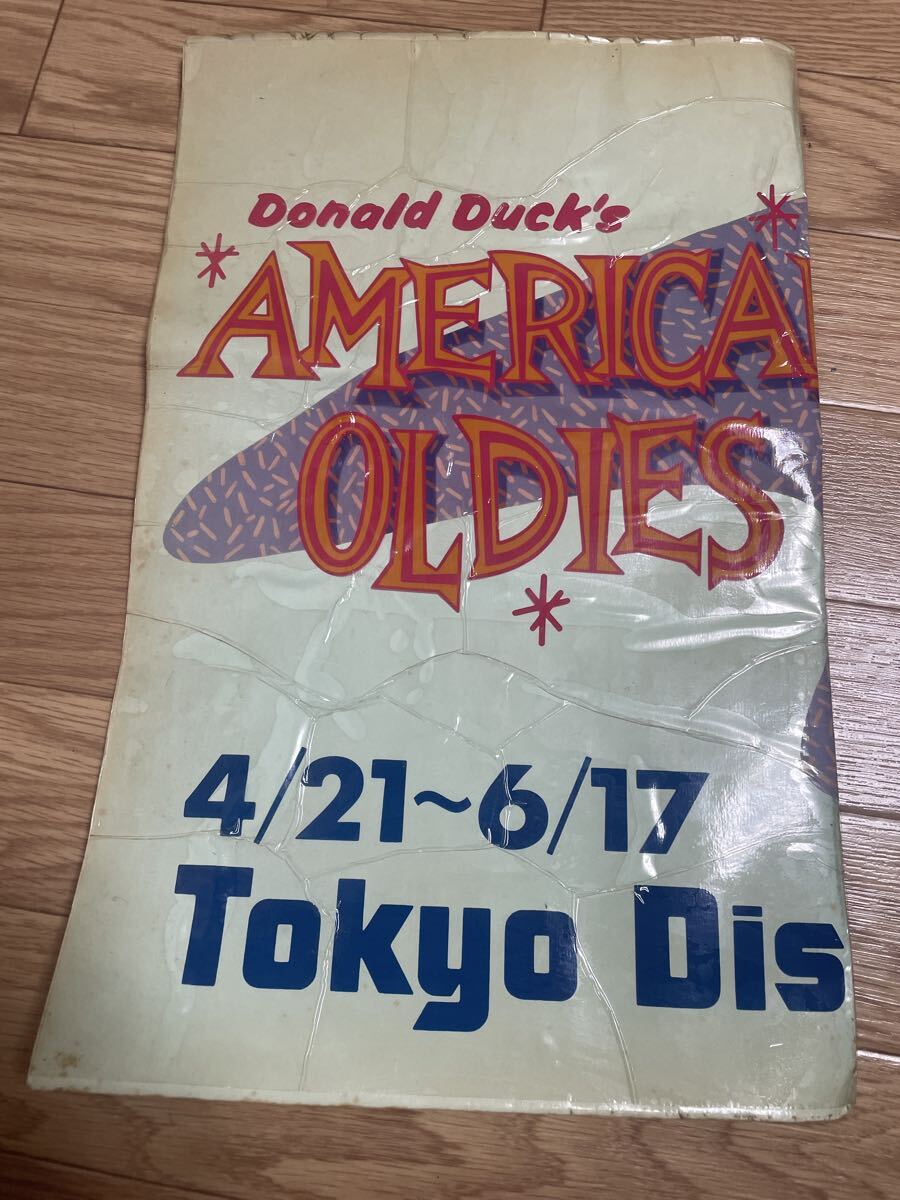 Donald Duck's
AMERICA
OLDIES
4/21~6/17
Tokyo Dis